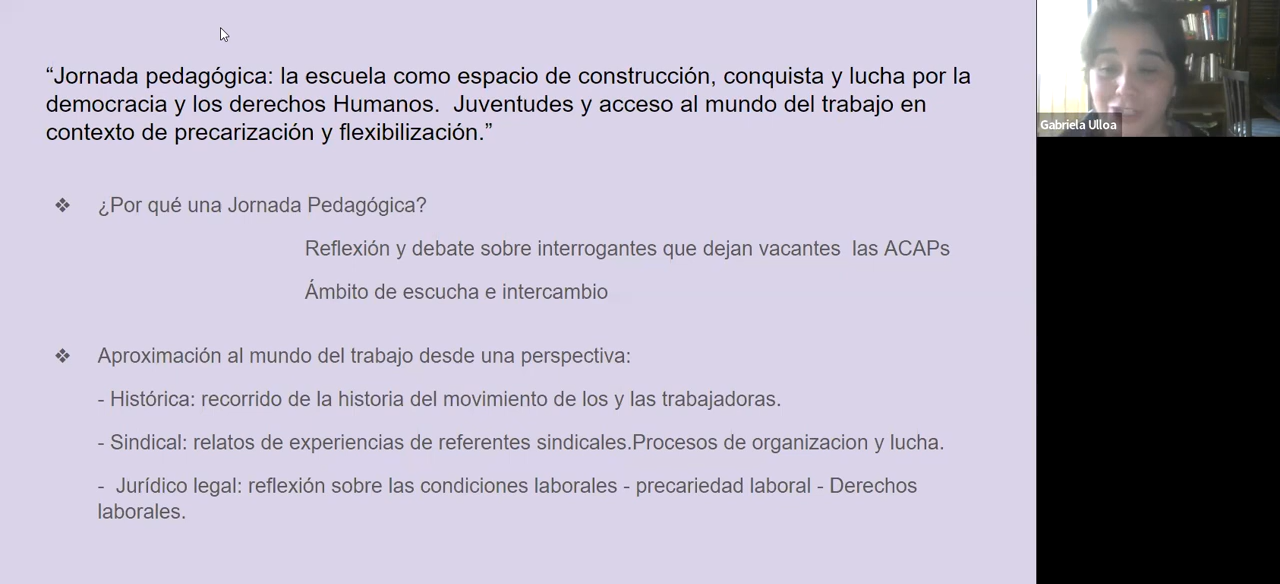 “Jornada pedagógica: la escuela como espacio de construcción, conquista y lucha por la
democracia y los derechos Humanos.  Juventudes y acceso al mundo del trabajo en
contexto de precarización y flexibilización.”
Gabriela Ulloa
❖ ¿Por qué una Jornada Pedagógica?
Reflexión y debate sobre interrogantes que dejan vacantes  las ACAPs
Ámbito de escucha e intercambio
❖ Aproximación al mundo del trabajo desde una perspectiva:
- Histórica: recorrido de la historia del movimiento de los y las trabajadoras.
- Sindical: relatos de experiencias de referentes sindicales.Procesos de organizacion y lucha.
-  Jurídico legal: reflexión sobre las condiciones laborales - precariedad laboral - Derechos
laborales.